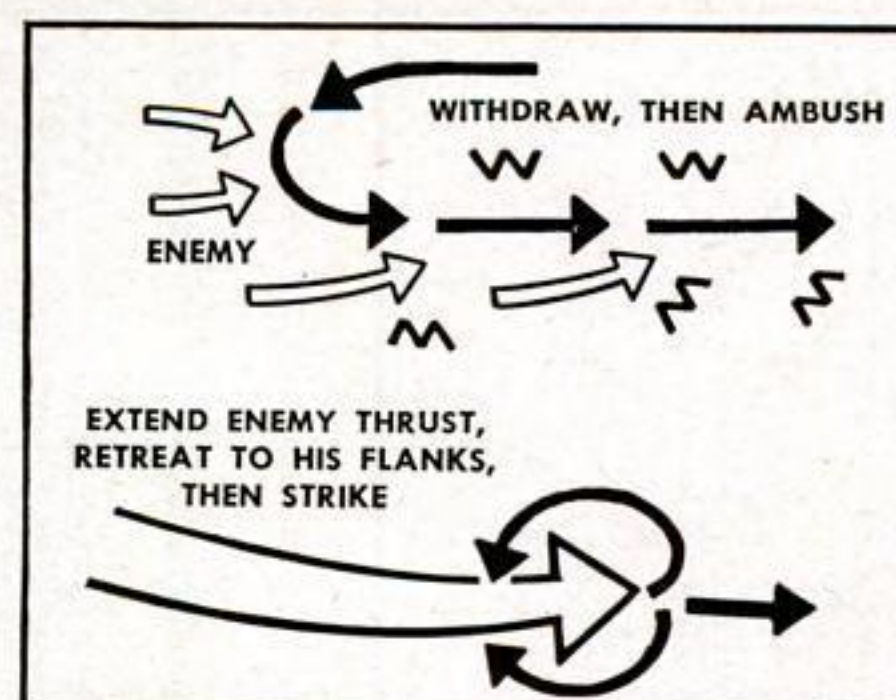 WITHDRAW, THEN AMBUSH
ENEMY
EXTEND ENEMY THRUST,
RETREAT TO HIS FLANKS,
THEN STRIKE